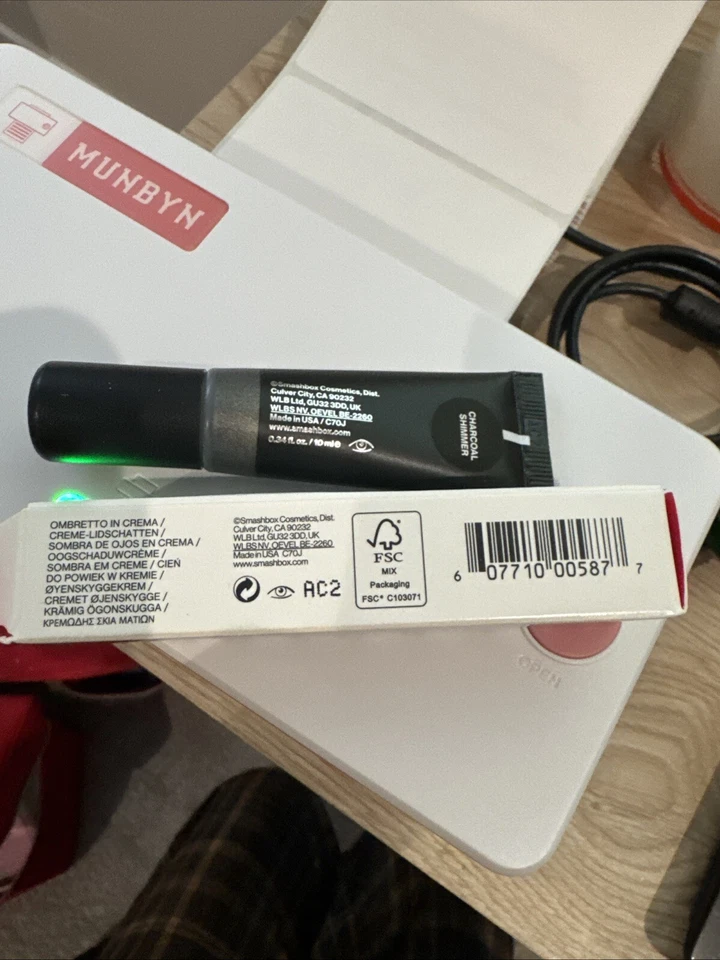 MUNBYN
©Smashbox Cosmetics, Dist.
Culver City, CA 90232
WLB Ltd, GU32 3DD, UK
WLBS NV, OEVEL BE-2260
Made in USA / C70J
www.smashbox.com
0.34 fl. oz. / 10 ml e
CHARCOAL
SHIMMER
OMBRETTO IN CREMA /
CREME-LIDSCHATTEN /
SOMBRA DE OJOS EN CREMA /
OOGSCHADUWCRÈME /
SOMBRA EM CREME / CIEŃ
DO POWIEK W KREMIE /
ØYENSKYGGEKREM /
CREMET ØJENSKYGGE /
KRÄMIG ÖGONSKUGGA /
ΚΡΕΜΩΔΗΣ ΣΚΙΑ ΜΑΤΙΩΝ
©Smashbox Cosmetics, Dist.
Culver City, CA 90232
WLB Ltd, GU32 3DD, UK
WLBS NV, OEVEL BE-2260
Made in USA C70J
www.smashbox.com
AC2
FSC
MIX
Packaging
FSC® C103071
6 07710 00587 7
OPEN